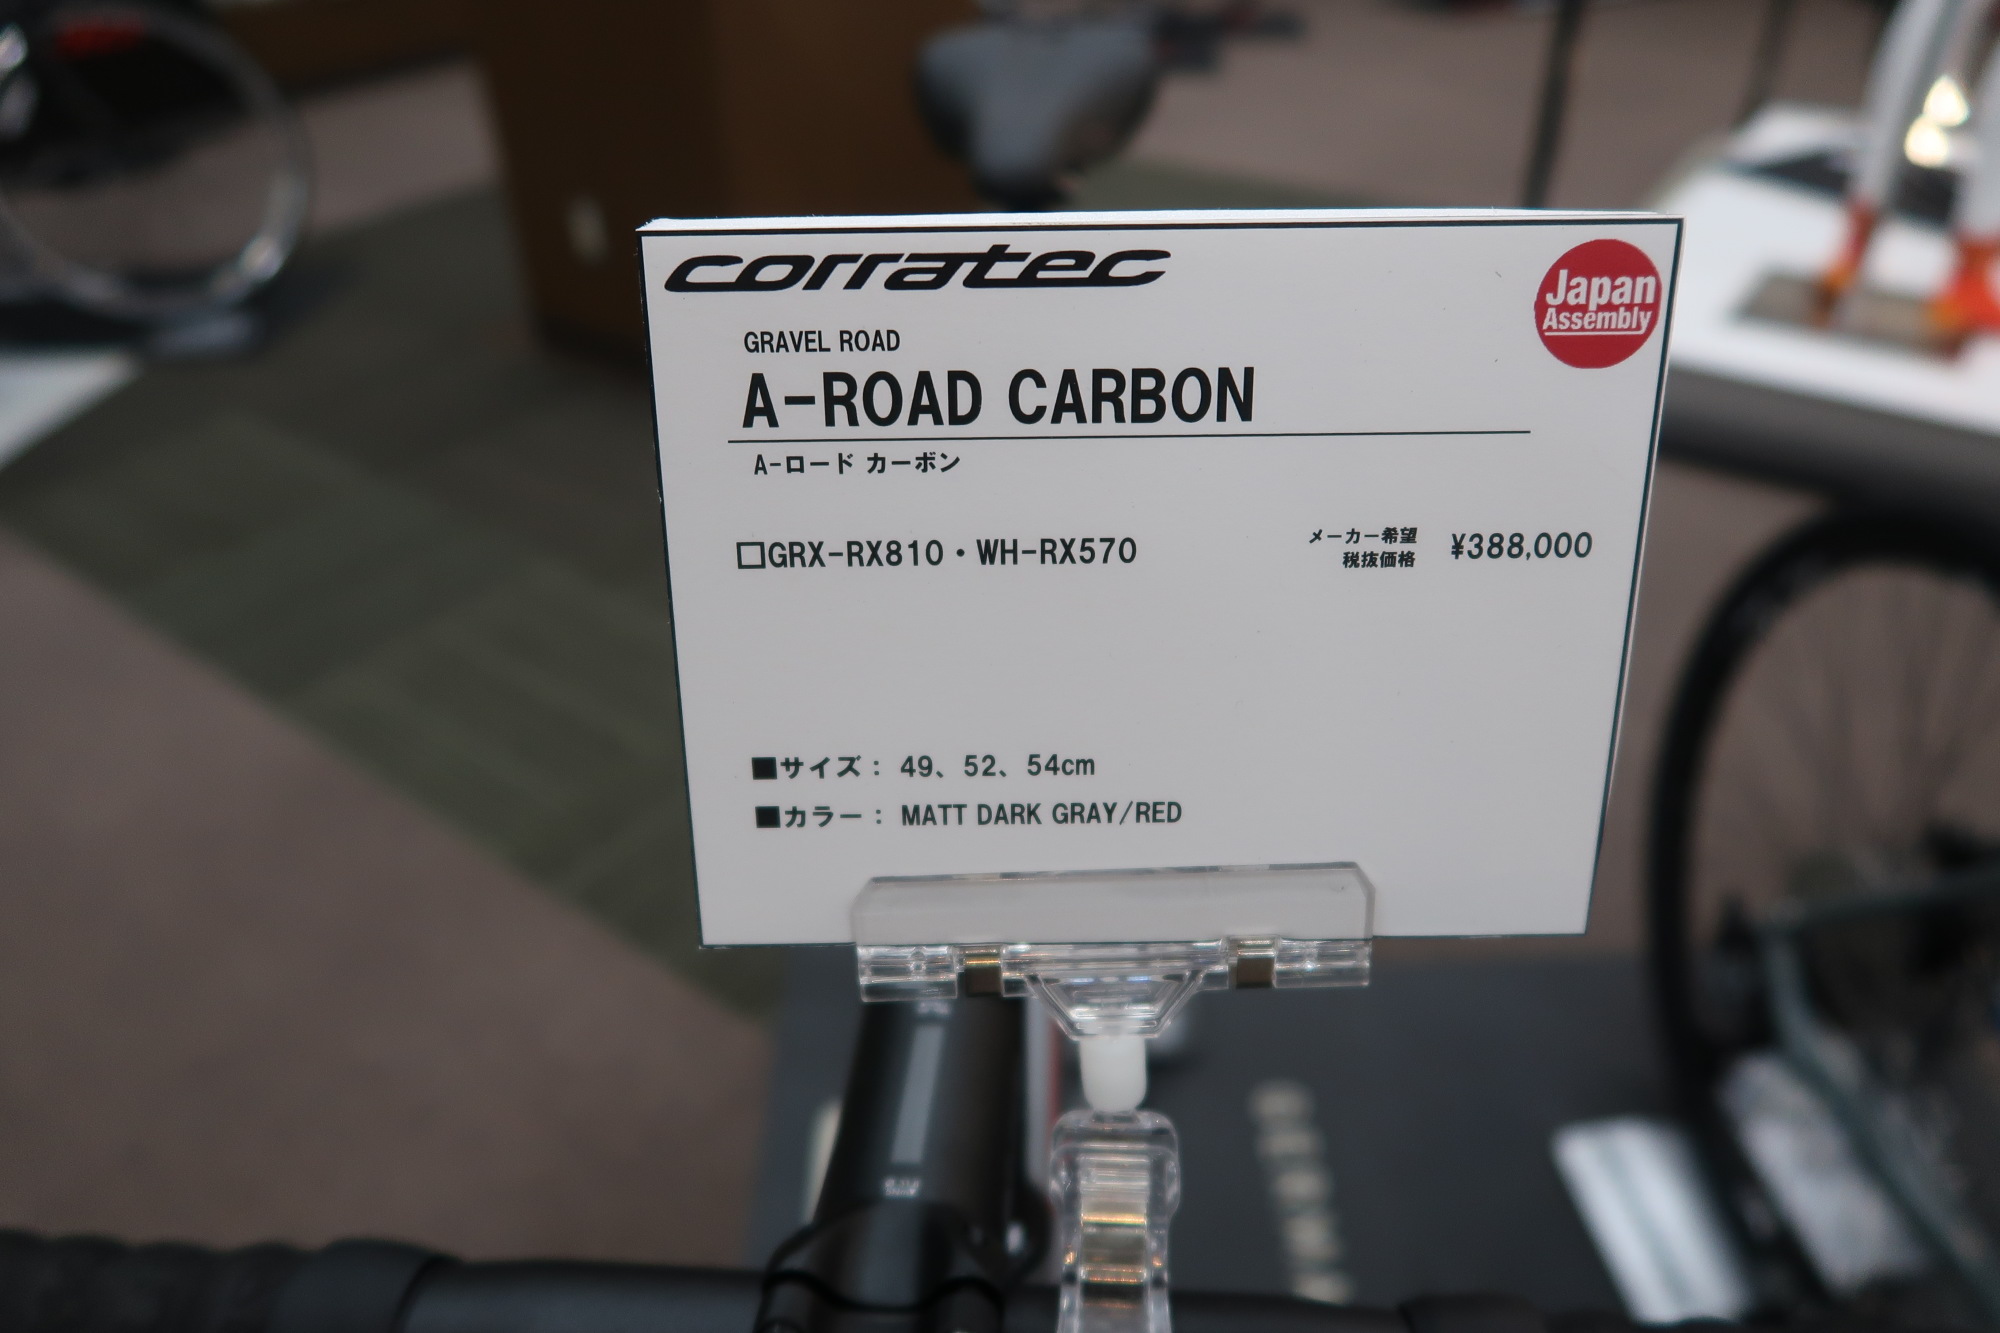 corratec
Japan
Assembly
GRAVEL ROAD
A-ROAD CARBON
A-ロード カーボン
□GRX-RX810・WH-RX570
メーカー希望
税抜価格
¥388,000
■サイズ： 49、52、54cm
■カラー： MATT DARK GRAY/RED